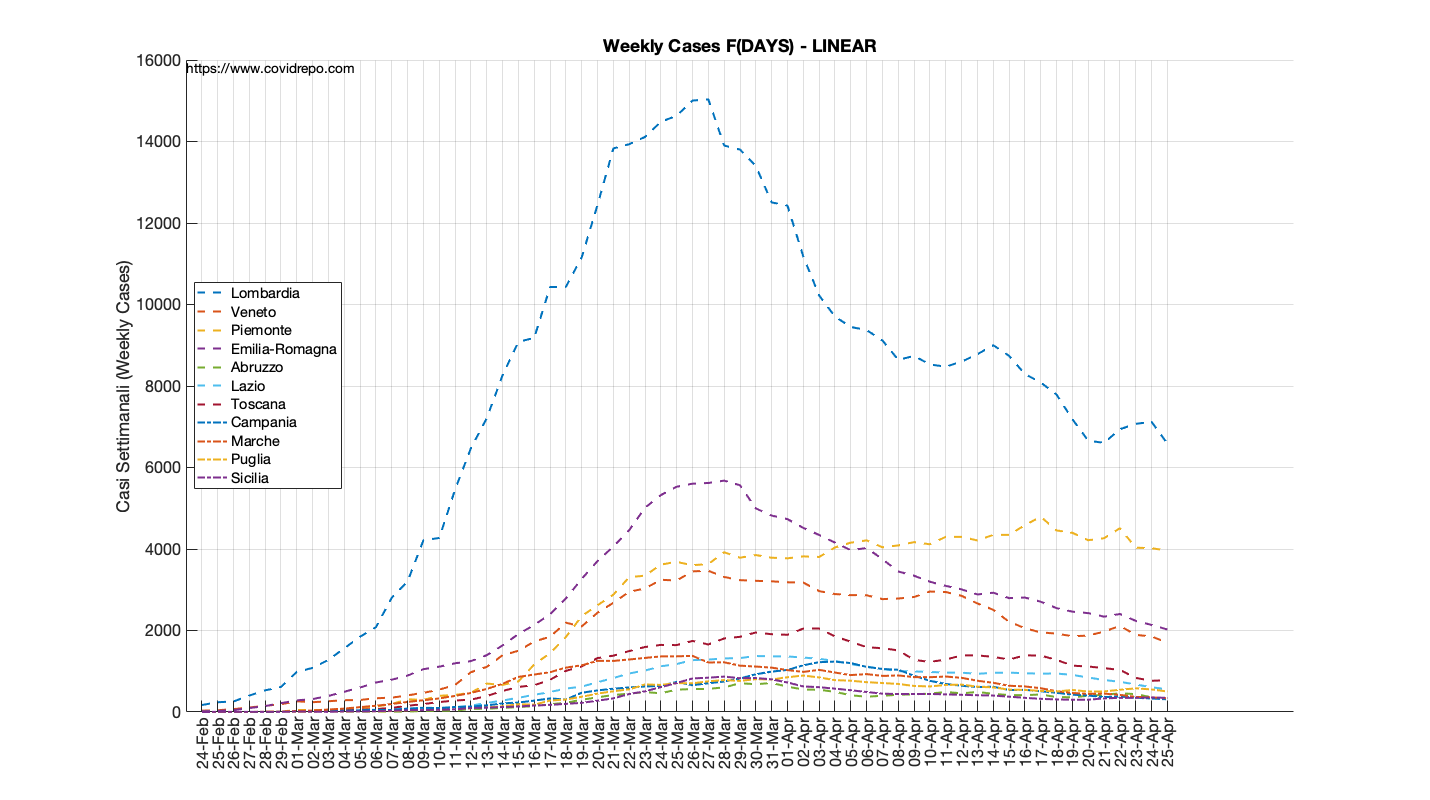 Weekly Cases F(DAYS) - LINEAR
https://www.covidrepo.com
Casi Settimanali (Weekly Cases)
16000
14000
12000
10000
8000
6000
4000
2000
0
Lombardia
Veneto
Piemonte
Emilia-Romagna
Abruzzo
Lazio
Toscana
Campania
Marche
Puglia
Sicilia
24-Feb
25-Feb
26-Feb
27-Feb
28-Feb
29-Feb
01-Mar
02-Mar
03-Mar
04-Mar
05-Mar
06-Mar
07-Mar
08-Mar
09-Mar
10-Mar
11-Mar
12-Mar
13-Mar
14-Mar
15-Mar
16-Mar
17-Mar
18-Mar
19-Mar
20-Mar
21-Mar
22-Mar
23-Mar
24-Mar
25-Mar
26-Mar
27-Mar
28-Mar
29-Mar
30-Mar
31-Mar
01-Apr
02-Apr
03-Apr
04-Apr
05-Apr
06-Apr
07-Apr
08-Apr
09-Apr
10-Apr
11-Apr
12-Apr
13-Apr
14-Apr
15-Apr
16-Apr
17-Apr
18-Apr
19-Apr
20-Apr
21-Apr
22-Apr
23-Apr
24-Apr
25-Apr